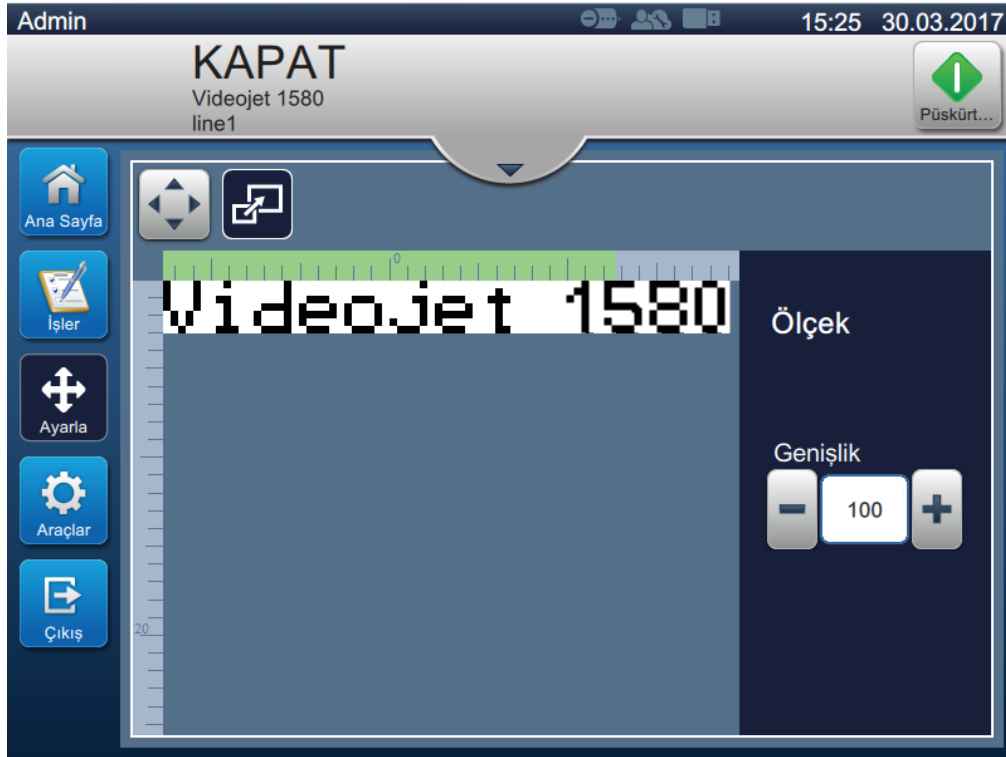 Admin 15:25 30.03.2017
KAPAT
Videojet 1580
line1
Püskürt...
Ana Sayfa
İşler
Ayarla
Araçlar
Çıkış
0
Videojet 1580
20
Ölçek
Genişlik
100